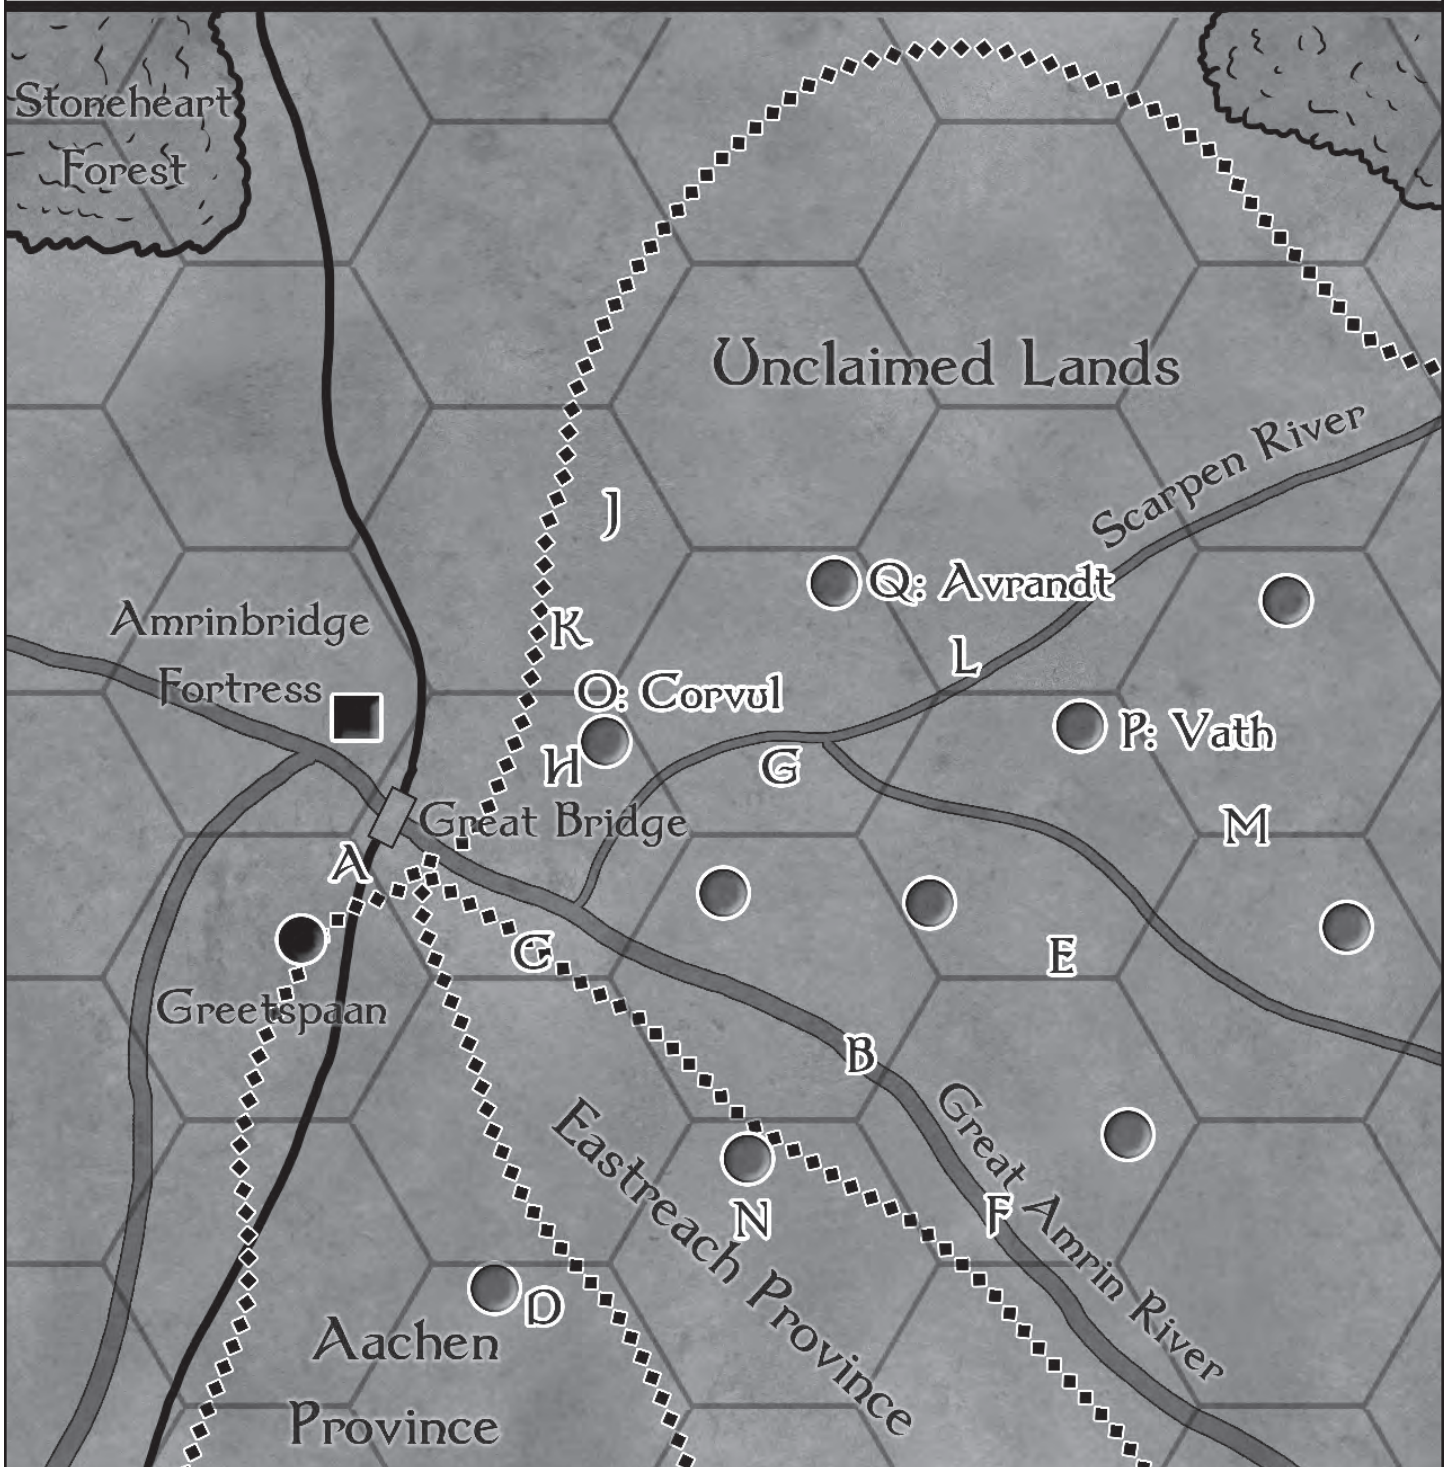 Stoneheart
Forest
Unclaimed Lands
Scarpen River
J
Q: Avrandt
Amrinbridge
Fortress
K
L
O: Corvul
P: Vath
H
G
Great Bridge
M
A
C
E
Greetspaan
B
Great Amrin River
Eastreach Province
N
F
D
Aachen
Province